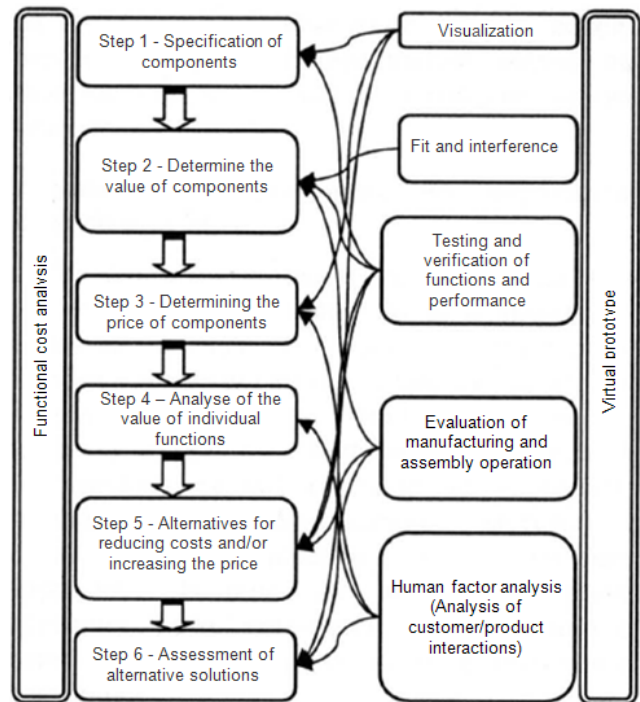 Functional cost analysis
Step 1 - Specification of
components
Step 2 - Determine the
value of components
Step 3 - Determining the
price of components
Step 4 – Analyse of the
value of individual
functions
Step 5 - Alternatives for
reducing costs and/or
increasing the price
Step 6 - Assessment of
alternative solutions
Visualization
Fit and interference
Testing and
verification of
functions and
performance
Evaluation of
manufacturing and
assembly operation
Human factor analysis
(Analysis of
customer/product
interactions)
Virtual prototype